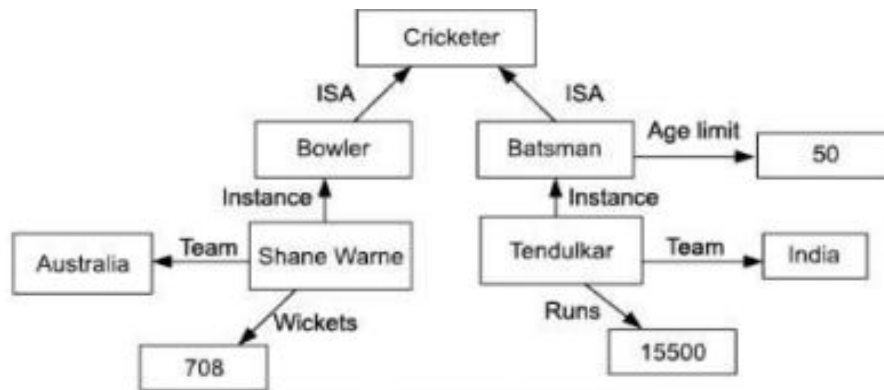 Cricketer
ISA
ISA
Bowler
Batsman
Age limit
50
Instance
Instance
Australia
Team
Shane Warne
Tendulkar
Team
India
Wickets
Runs
708
15500